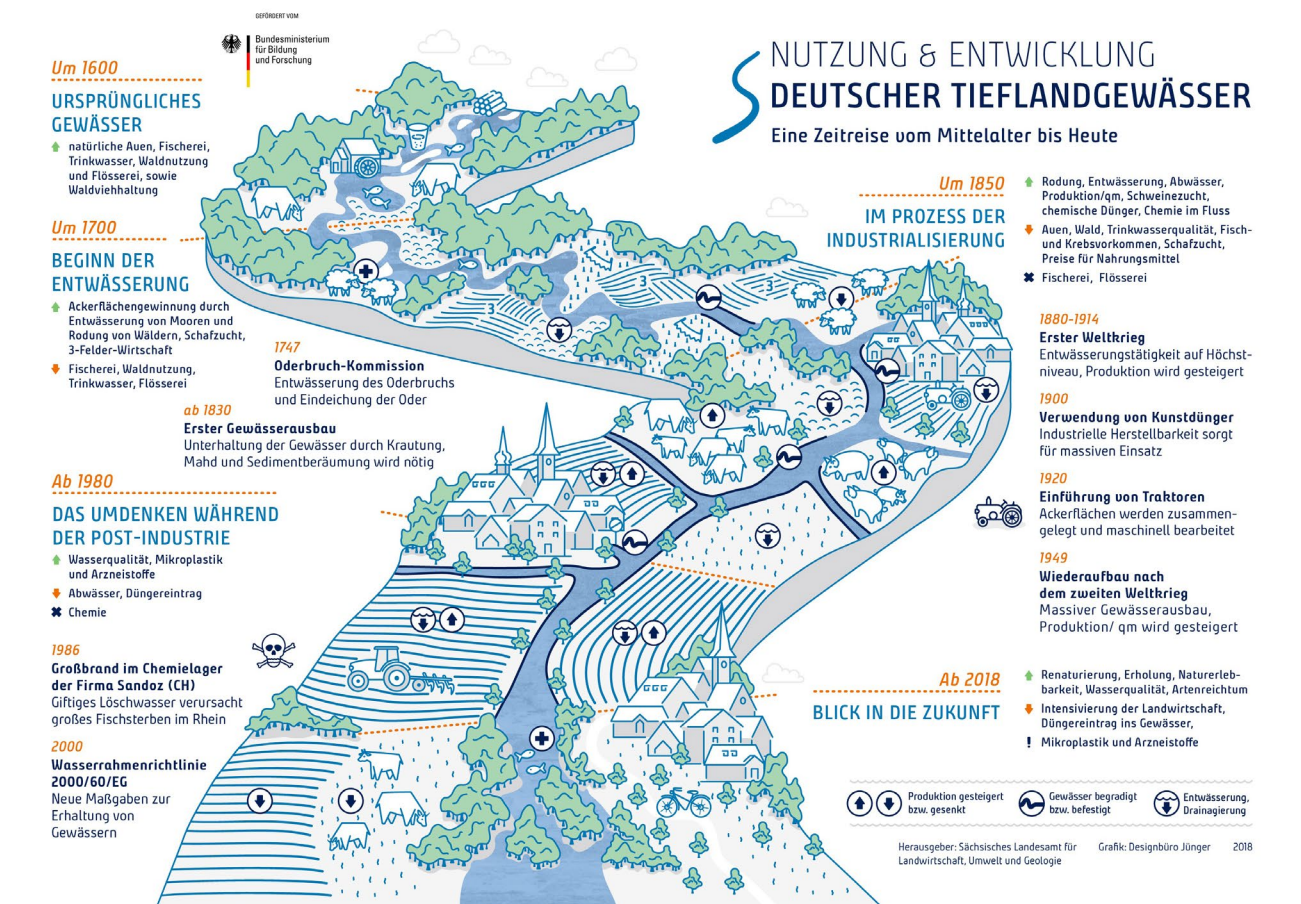 GEFÖRDERT VOM
Bundesministerium
für Bildung
und Forschung
NUTZUNG & ENTWICKLUNG
DEUTSCHER TIEFLANDGEWÄSSER
Eine Zeitreise vom Mittelalter bis Heute
Um 1600
URSPRÜNGLICHES
GEWÄSSER
natürliche Auen, Fischerei,
Trinkwasser, Waldnutzung
und Flösserei, sowie
Waldviehhaltung
Um 1700
BEGINN DER
ENTWÄSSERUNG
Ackerflächengewinnung durch
Entwässerung von Mooren und
Rodung von Wäldern, Schafzucht,
3-Felder-Wirtschaft
Fischerei, Waldnutzung,
Trinkwasser, Flösserei
1747
Oderbruch-Kommission
Entwässerung des Oderbruchs
und Eindeichung der Oder
ab 1830
Erster Gewässerausbau
Unterhaltung der Gewässer durch Krautung,
Mahd und Sedimentberäumung wird nötig
3
3
3
Um 1850
IM PROZESS DER
INDUSTRIALISIERUNG
Rodung, Entwässerung, Abwässer,
Produktion/qm, Schweinezucht,
chemische Dünger, Chemie im Fluss
Auen, Wald, Trinkwasserqualität, Fisch-
und Krebsvorkommen, Schafzucht,
Preise für Nahrungsmittel
Fischerei, Flösserei
1880-1914
Erster Weltkrieg
Entwässerungstätigkeit auf Höchst-
niveau, Produktion wird gesteigert
1900
Verwendung von Kunstdünger
Industrielle Herstellbarkeit sorgt
für massiven Einsatz
1920
Einführung von Traktoren
Ackerflächen werden zusammen-
gelegt und maschinell bearbeitet
1949
Wiederaufbau nach
dem zweiten Weltkrieg
Massiver Gewässerausbau,
Produktion/ qm wird gesteigert
Ab 1980
DAS UMDENKEN WÄHREND
DER POST-INDUSTRIE
Wasserqualität, Mikroplastik
und Arzneistoffe
Abwässer, Düngereintrag
Chemie
1986
Großbrand im Chemielager
der Firma Sandoz (CH)
Giftiges Löschwasser verursacht
großes Fischsterben im Rhein
2000
Wasserrahmenrichtlinie
2000/60/EG
Neue Maßgaben zur
Erhaltung von
Gewässern
Ab 2018
BLICK IN DIE ZUKUNFT
Renaturierung, Erholung, Naturerleb-
barkeit, Wasserqualität, Artenreichtum
Intensivierung der Landwirtschaft,
Düngereintrag ins Gewässer,
! Mikroplastik und Arzneistoffe
Produktion gesteigert
bzw. gesenkt
Gewässer begradigt
bzw. befestigt
Entwässerung,
Drainagierung
Herausgeber: Sächsisches Landesamt für
Landwirtschaft, Umwelt und Geologie
Grafik: Designbüro Jünger
2018